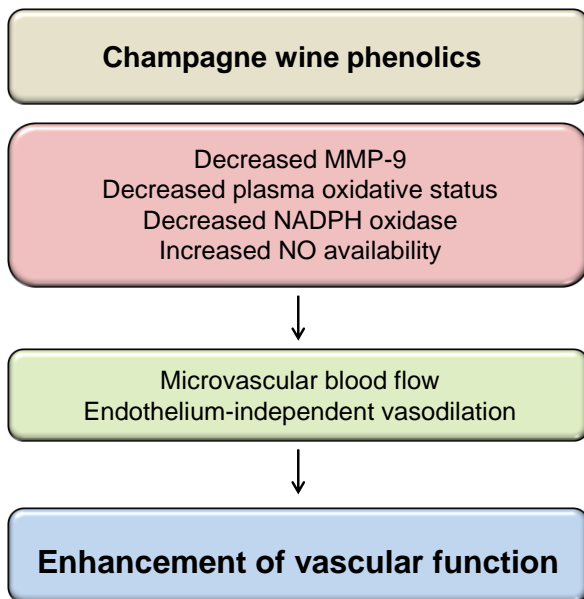 Champagne wine phenolics
Decreased MMP-9
Decreased plasma oxidative status
Decreased NADPH oxidase
Increased NO availability
Microvascular blood flow
Endothelium-independent vasodilation
Enhancement of vascular function